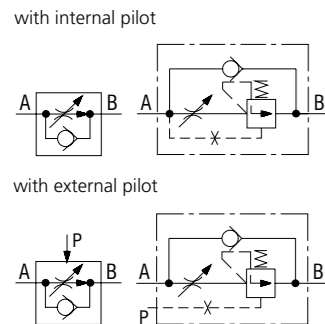 with internal pilot
A B A B
with external pilot
P
A B A B
P